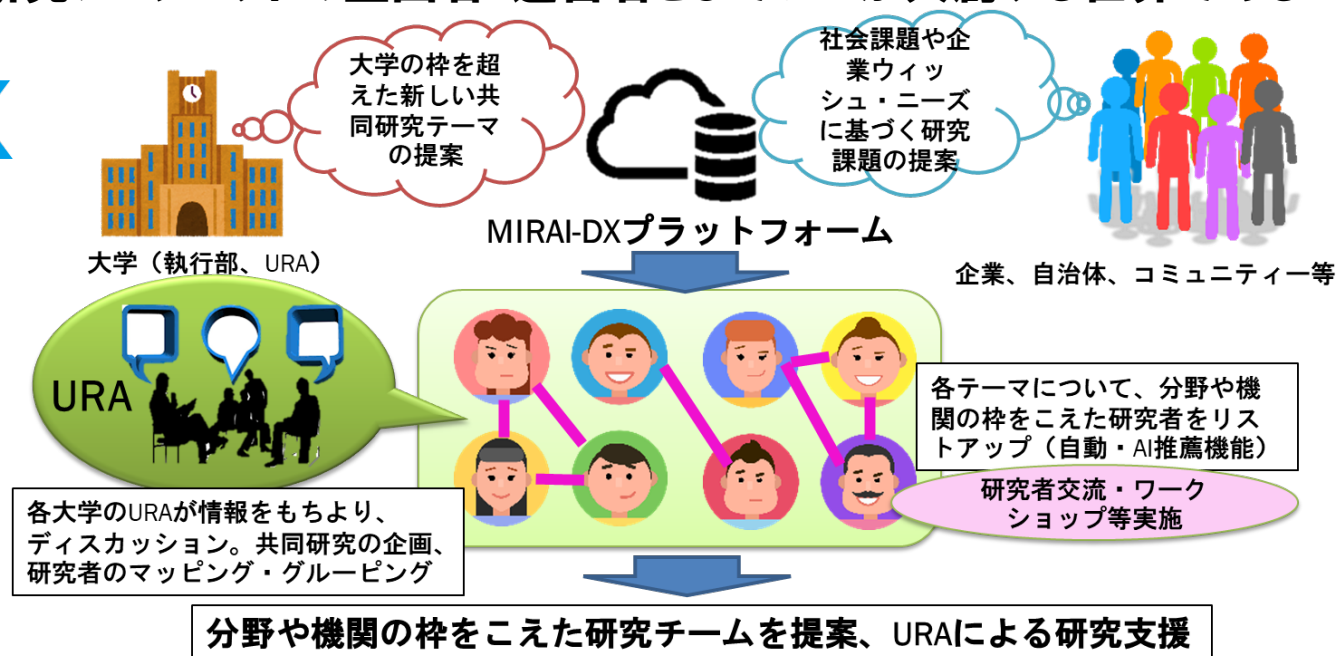 大学の枠を超
えた新しい共
同研究テーマ
の提案
社会課題や企
業ウィッ
シュ・ニーズ
に基づく研究
課題の提案
MIRAI-DXプラットフォーム
大学（執行部、URA）
企業、自治体、コミュニティー等
URA
各テーマについて、分野や機
関の枠をこえた研究者をリス
トアップ（自動・AI推薦機能）
研究者交流・ワーク
ショップ等実施
各大学のURAが情報をもちより、
ディスカッション。共同研究の企画、
研究者のマッピング・グルーピング
分野や機関の枠をこえた研究チームを提案、URAによる研究支援